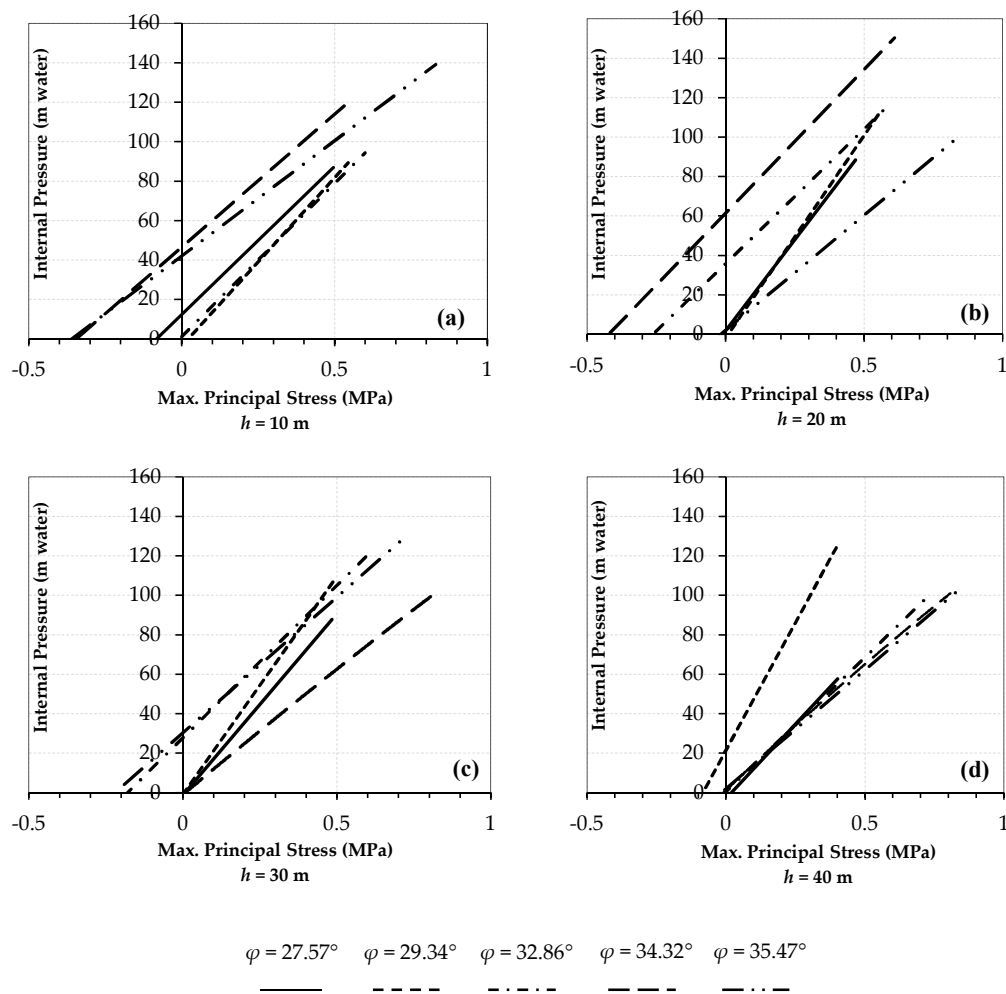 160
140
120
100
80
60
40
20
0
Internal Pressure (m water)
(a)
-0.5 0 0.5 1
Max. Principal Stress (MPa)
h = 10 m
160
140
120
100
80
60
40
20
0
Internal Pressure (m water)
(b)
-0.5 0 0.5 1
Max. Principal Stress (MPa)
h = 20 m
160
140
120
100
80
60
40
20
0
Internal Pressure (m water)
(c)
-0.5 0 0.5 1
Max. Principal Stress (MPa)
h = 30 m
160
140
120
100
80
60
40
20
0
Internal Pressure (m water)
(d)
-0.5 0 0.5 1
Max. Principal Stress (MPa)
h = 40 m
φ = 27.57° φ = 29.34° φ = 32.86° φ = 34.32° φ = 35.47°